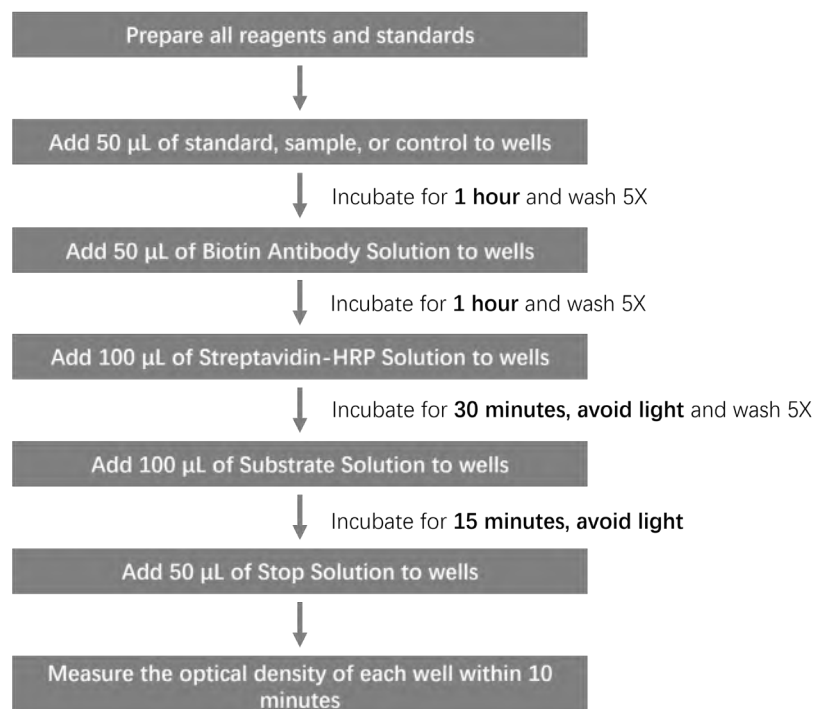 Prepare all reagents and standards
Add 50 µL of standard, sample, or control to wells
Incubate for 1 hour and wash 5X
Add 50 µL of Biotin Antibody Solution to wells
Incubate for 1 hour and wash 5X
Add 100 µL of Streptavidin-HRP Solution to wells
Incubate for 30 minutes, avoid light and wash 5X
Add 100 µL of Substrate Solution to wells
Incubate for 15 minutes, avoid light
Add 50 µL of Stop Solution to wells
Measure the optical density of each well within 10
minutes